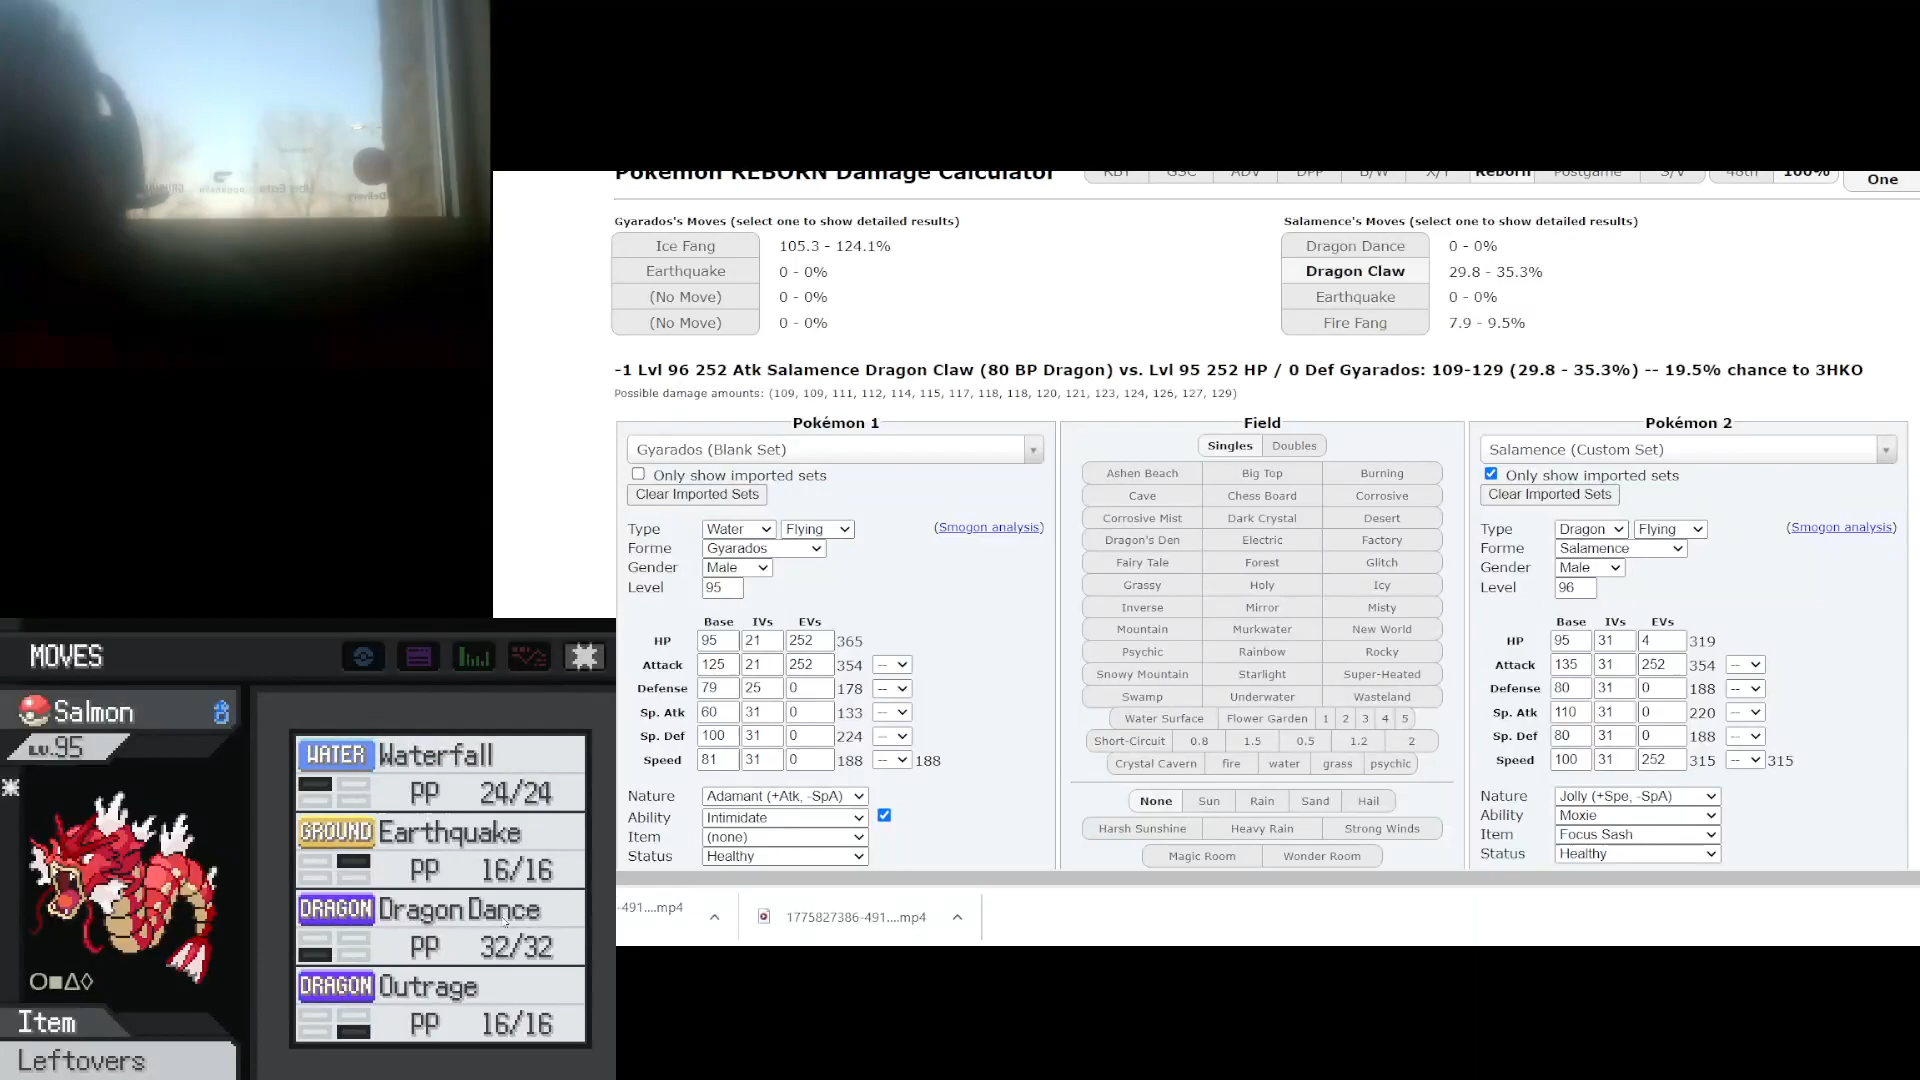 Pokémon REBORN Damage Calculator
RBY GSC ADV DPP B/W X/Y Reborn Postgame S/V 48th 100% One
Gyarados's Moves (select one to show detailed results)
Ice Fang 105.3 - 124.1%
Earthquake 0 - 0%
(No Move) 0 - 0%
(No Move) 0 - 0%
Salamence's Moves (select one to show detailed results)
Dragon Dance 0 - 0%
Dragon Claw 29.8 - 35.3%
Earthquake 0 - 0%
Fire Fang 7.9 - 9.5%
-1 Lvl 96 252 Atk Salamence Dragon Claw (80 BP Dragon) vs. Lvl 95 252 HP / 0 Def Gyarados: 109-129 (29.8 - 35.3%) -- 19.5% chance to 3HKO
Possible damage amounts: (109, 109, 111, 112, 114, 115, 117, 118, 118, 120, 121, 123, 124, 126, 127, 129)
Pokémon 1
Gyarados (Blank Set)
Only show imported sets
Clear Imported Sets
Type Water Flying (Smogon analysis)
Forme Gyarados
Gender Male
Level 95
Base IVs EVs
HP 95 21 252 365
Attack 125 21 252 354 --
Defense 79 25 0 178 --
Sp. Atk 60 31 0 133 --
Sp. Def 100 31 0 224 --
Speed 81 31 0 188 -- 188
Nature Adamant (+Atk, -SpA)
Ability Intimidate
Item (none)
Status Healthy
Field
Singles Doubles
Ashen Beach Big Top Burning
Cave Chess Board Corrosive
Corrosive Mist Dark Crystal Desert
Dragon's Den Electric Factory
Fairy Tale Forest Glitch
Grassy Holy Icy
Inverse Mirror Misty
Mountain Murkwater New World
Psychic Rainbow Rocky
Snowy Mountain Starlight Super-Heated
Swamp Underwater Wasteland
Water Surface Flower Garden 1 2 3 4 5
Short-Circuit 0.8 1.5 0.5 1.2 2
Crystal Cavern fire water grass psychic
None Sun Rain Sand Hail
Harsh Sunshine Heavy Rain Strong Winds
Magic Room Wonder Room
Pokémon 2
Salamence (Custom Set)
Only show imported sets
Clear Imported Sets
Type Dragon Flying (Smogon analysis)
Forme Salamence
Gender Male
Level 96
Base IVs EVs
HP 95 31 4 319
Attack 135 31 252 354 --
Defense 80 31 0 188 --
Sp. Atk 110 31 0 220 --
Sp. Def 80 31 0 188 --
Speed 100 31 252 315 -- 315
Nature Jolly (+Spe, -SpA)
Ability Moxie
Item Focus Sash
Status Healthy
-491....mp4
1775827386-491....mp4
MOVES
Salmon
Lv.95
Item
Leftovers
WATER Waterfall
PP 24/24
GROUND Earthquake
PP 16/16
DRAGON Dragon Dance
PP 32/32
DRAGON Outrage
PP 16/16